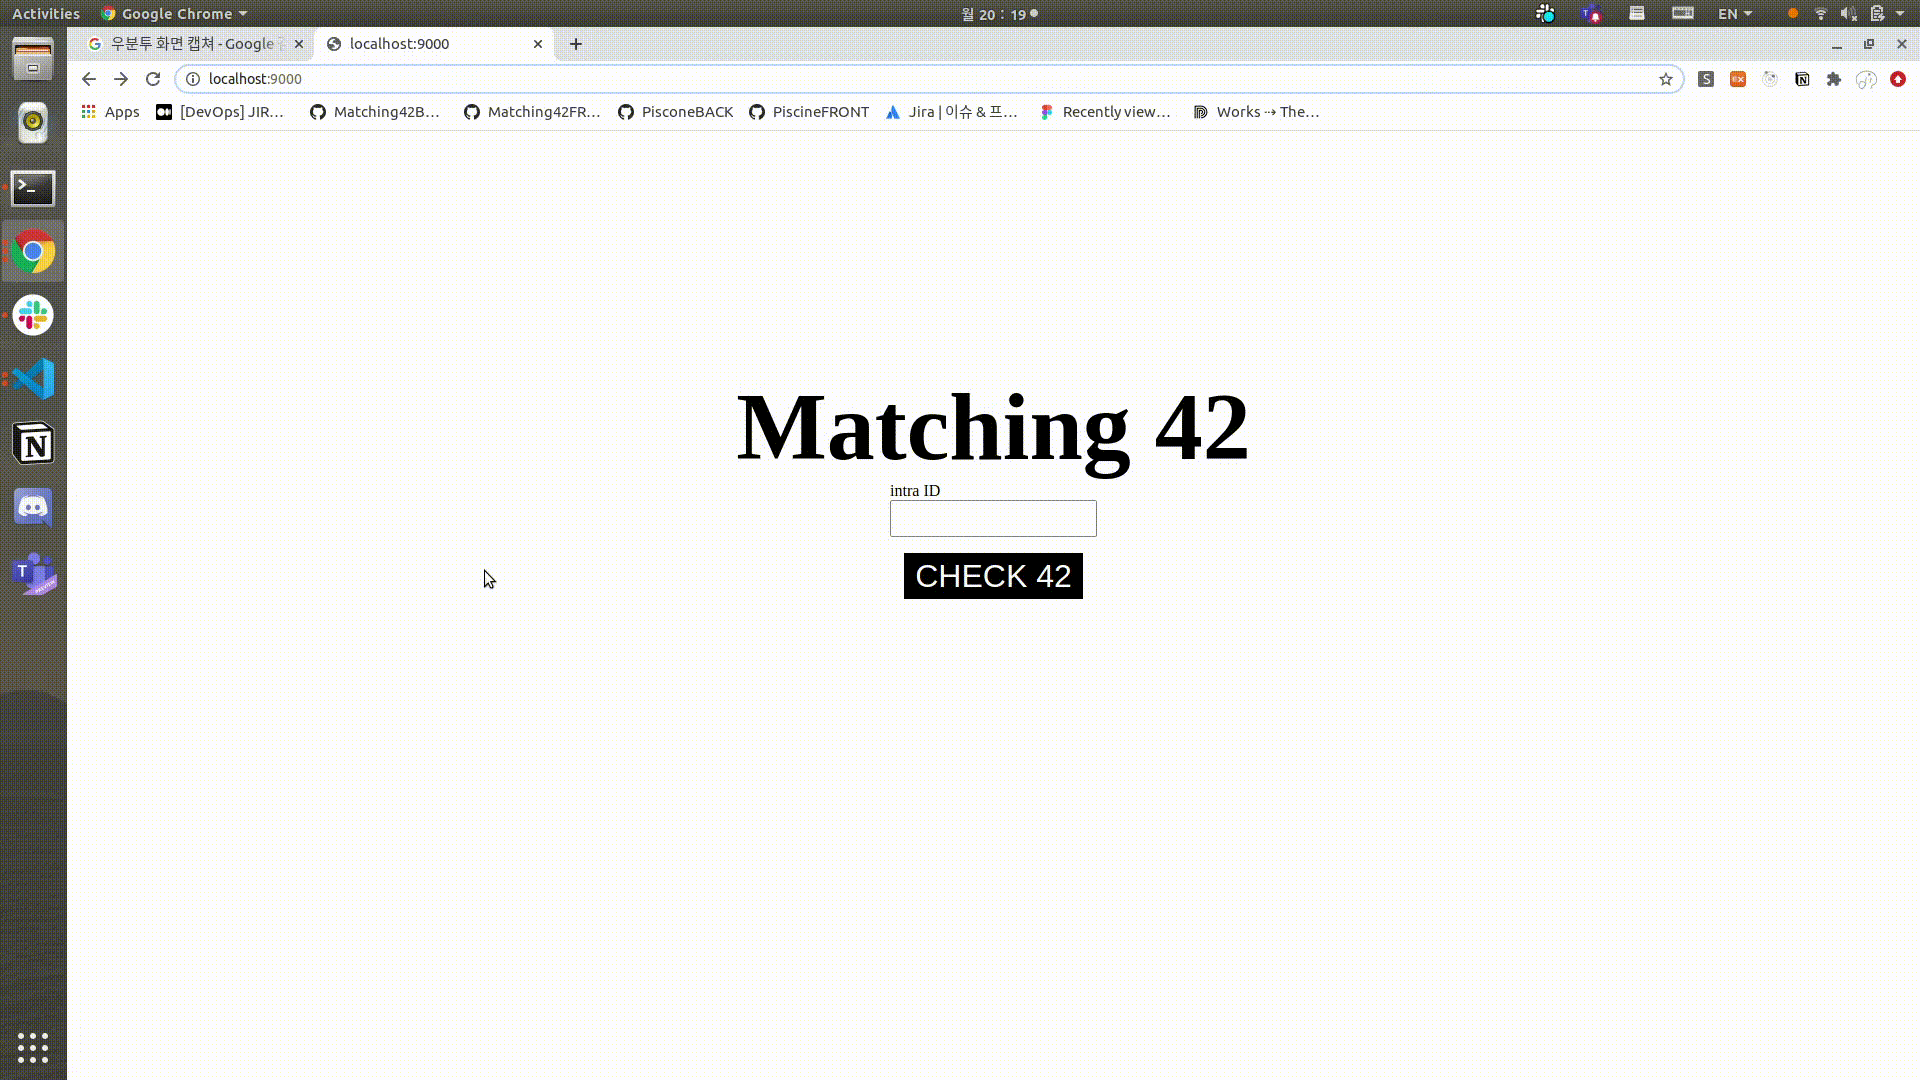 Activities Google Chrome 월 20 : 19 EN
우분투 화면 캡쳐 - Google localhost:9000
localhost:9000
Apps [DevOps] JIR... Matching42B... Matching42FR... PisconeBACK PiscineFRONT Jira | 이슈 & 프... Recently view... Works ⇢ The...
Matching 42
intra ID
CHECK 42